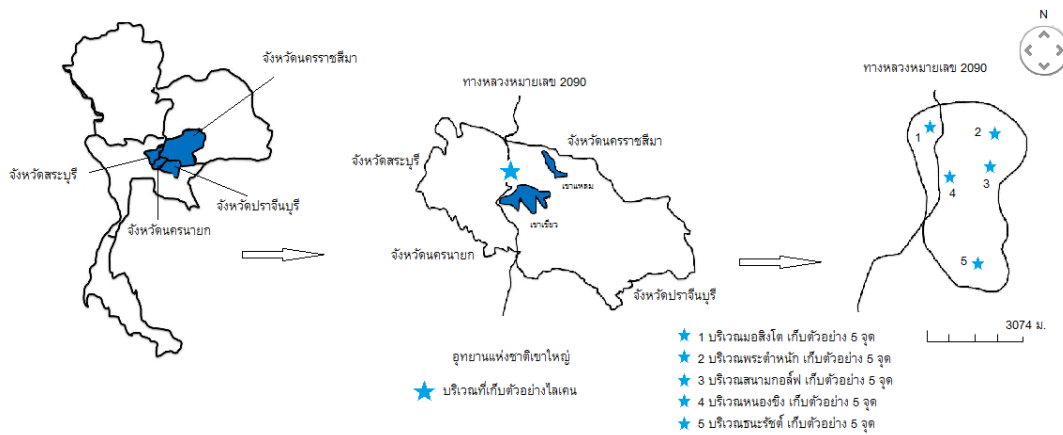 จังหวัดนครราชสีมา
จังหวัดสระบุรี
จังหวัดปราจีนบุรี
จังหวัดนครนายก
ทางหลวงหมายเลข 2090
จังหวัดนครราชสีมา
จังหวัดสระบุรี
เขาแหลม
เขาเขียว
จังหวัดนครนายก
จังหวัดปราจีนบุรี
อุทยานแห่งชาติเขาใหญ่
บริเวณที่เก็บตัวอย่างไลเคน
N
ทางหลวงหมายเลข 2090
1
2
3
4
5
3074 ม.
1 บริเวณมอสิงโต เก็บตัวอย่าง 5 จุด
2 บริเวณพระตำหนัก เก็บตัวอย่าง 5 จุด
3 บริเวณสนามกอล์ฟ เก็บตัวอย่าง 5 จุด
4 บริเวณหนองขิง เก็บตัวอย่าง 5 จุด
5 บริเวณธนะรัชต์ เก็บตัวอย่าง 5 จุด